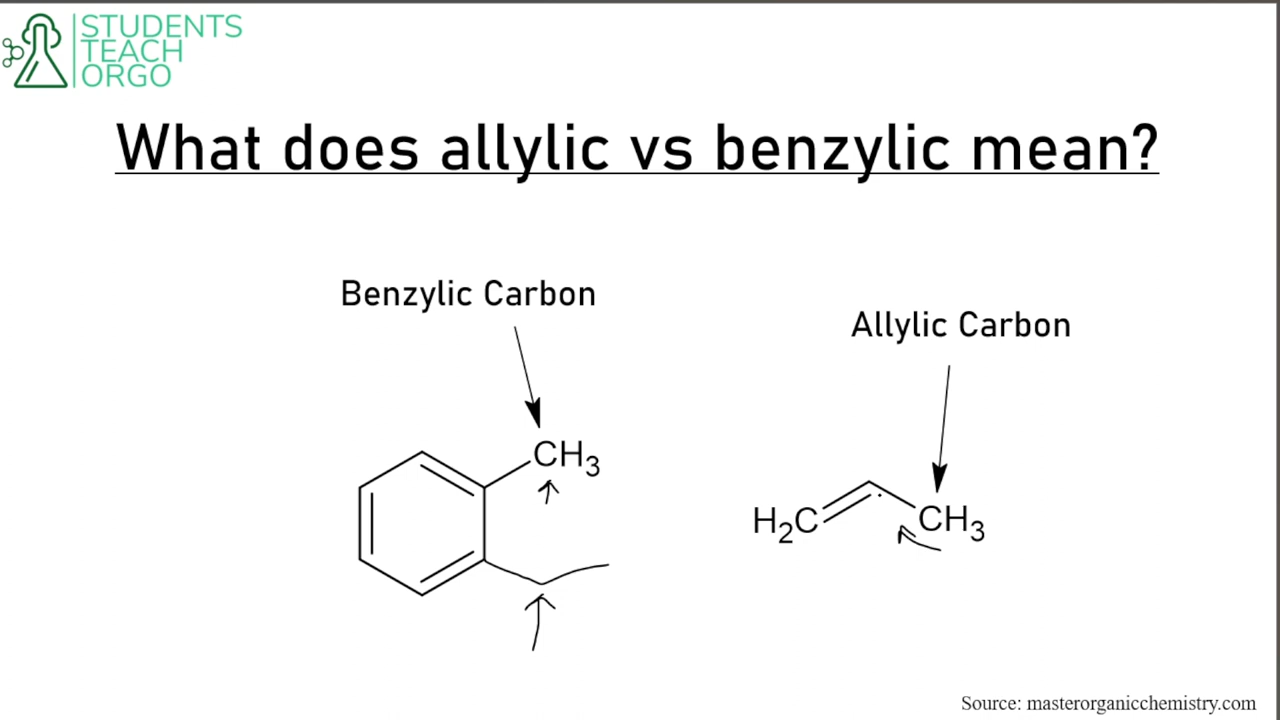 STUDENTS
TEACH
ORGO
What does allylic vs benzylic mean?
Benzylic Carbon
Allylic Carbon
CH₃
H₂C
CH₃
Source: masterorganicchemistry.com